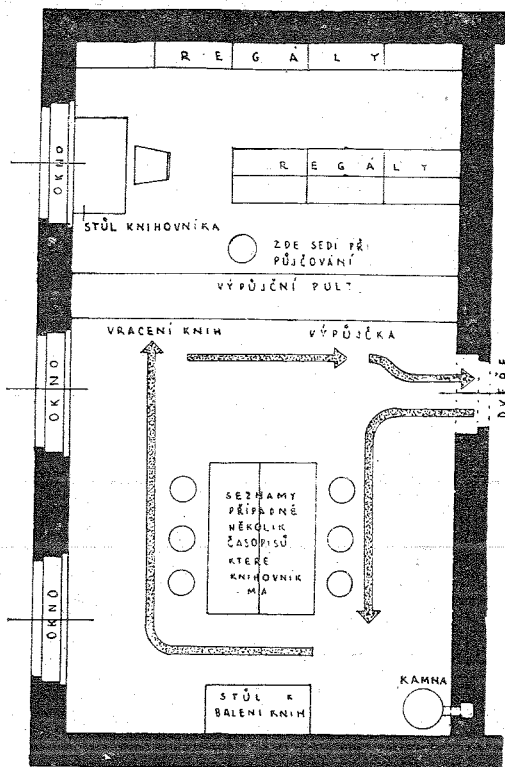 REGÁLY
OKNO
REGÁLY
STŮL KNIHOVNÍKA
ZDE SEDÍ PŘI
PŮJČOVÁNÍ
VÝPŮJČNÍ PULT
VRACENÍ KNIH
VÝPŮJČKA
OKNO
DVEŘE
SEZNAMY
PŘÍPADNĚ
NĚKOLIK
ČASOPISŮ
KTERÉ
KNIHOVNÍK
MÁ
OKNO
KAMNA
STŮL K
BALENÍ KNIH